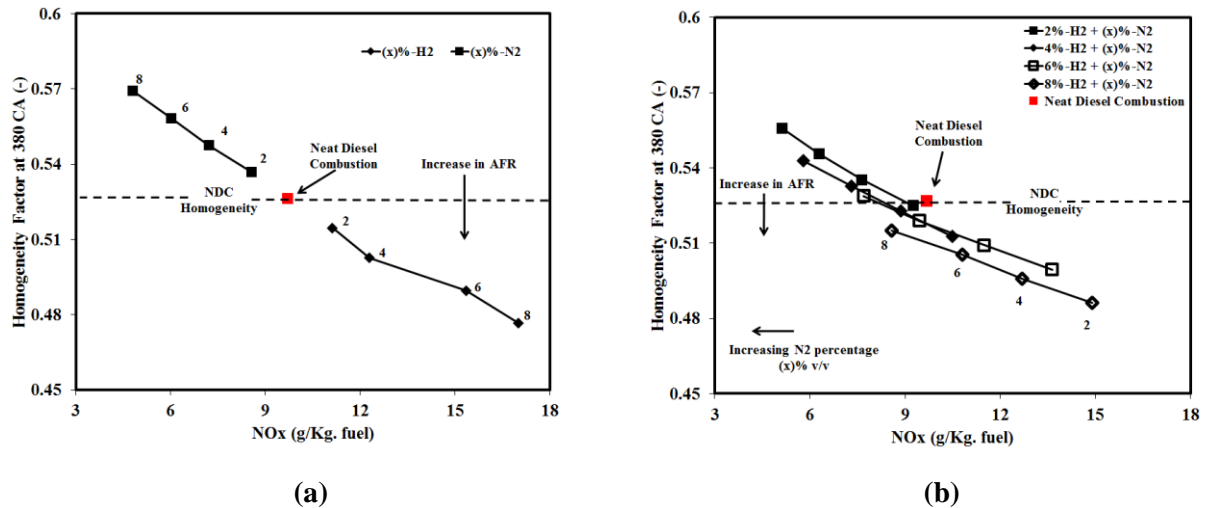 0.6
0.57
0.54
0.51
0.48
0.45
Homogeneity Factor at 380 CA (-)
(x)%-H2
(x)%-N2
8
6
4
2
Neat Diesel
Combustion
Increase in AFR
NDC
Homogeneity
2
4
6
8
3
6
9
12
15
18
NOx (g/Kg. fuel)
(a)
0.6
0.57
0.54
0.51
0.48
0.45
Homogeneity Factor at 380 CA (-)
2%-H2 + (x)%-N2
4%-H2 + (x)%-N2
6%-H2 + (x)%-N2
8%-H2 + (x)%-N2
Neat Diesel Combustion
Neat Diesel
Combustion
Increase in AFR
NDC
Homogeneity
8
6
4
2
Increasing N2 percentage
(x)% v/v
3
6
9
12
15
18
NOx (g/Kg. fuel)
(b)